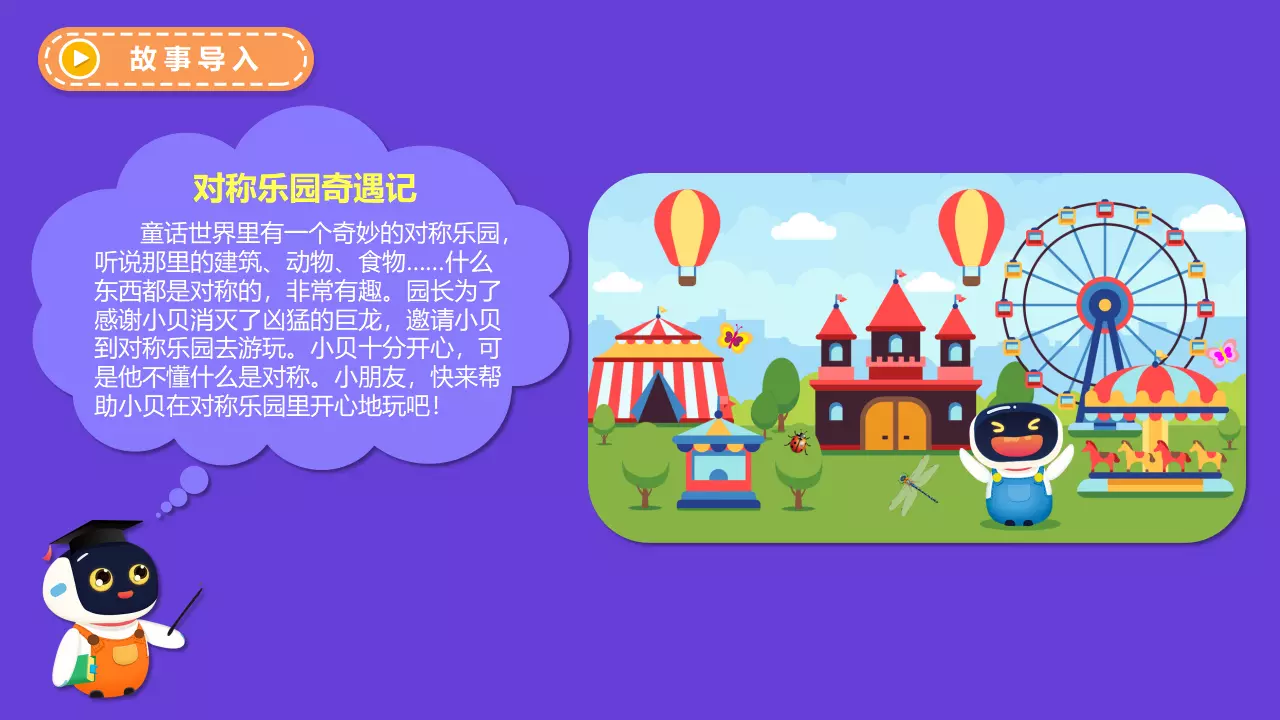 故事导入
对称乐园奇遇记
童话世界里有一个奇妙的对称乐园，
听说那里的建筑、动物、食物……什么
东西都是对称的，非常有趣。园长为了
感谢小贝消灭了凶猛的巨龙，邀请小贝
到对称乐园去游玩。小贝十分开心，可
是他不懂什么是对称。小朋友，快来帮
助小贝在对称乐园里开心地玩吧！